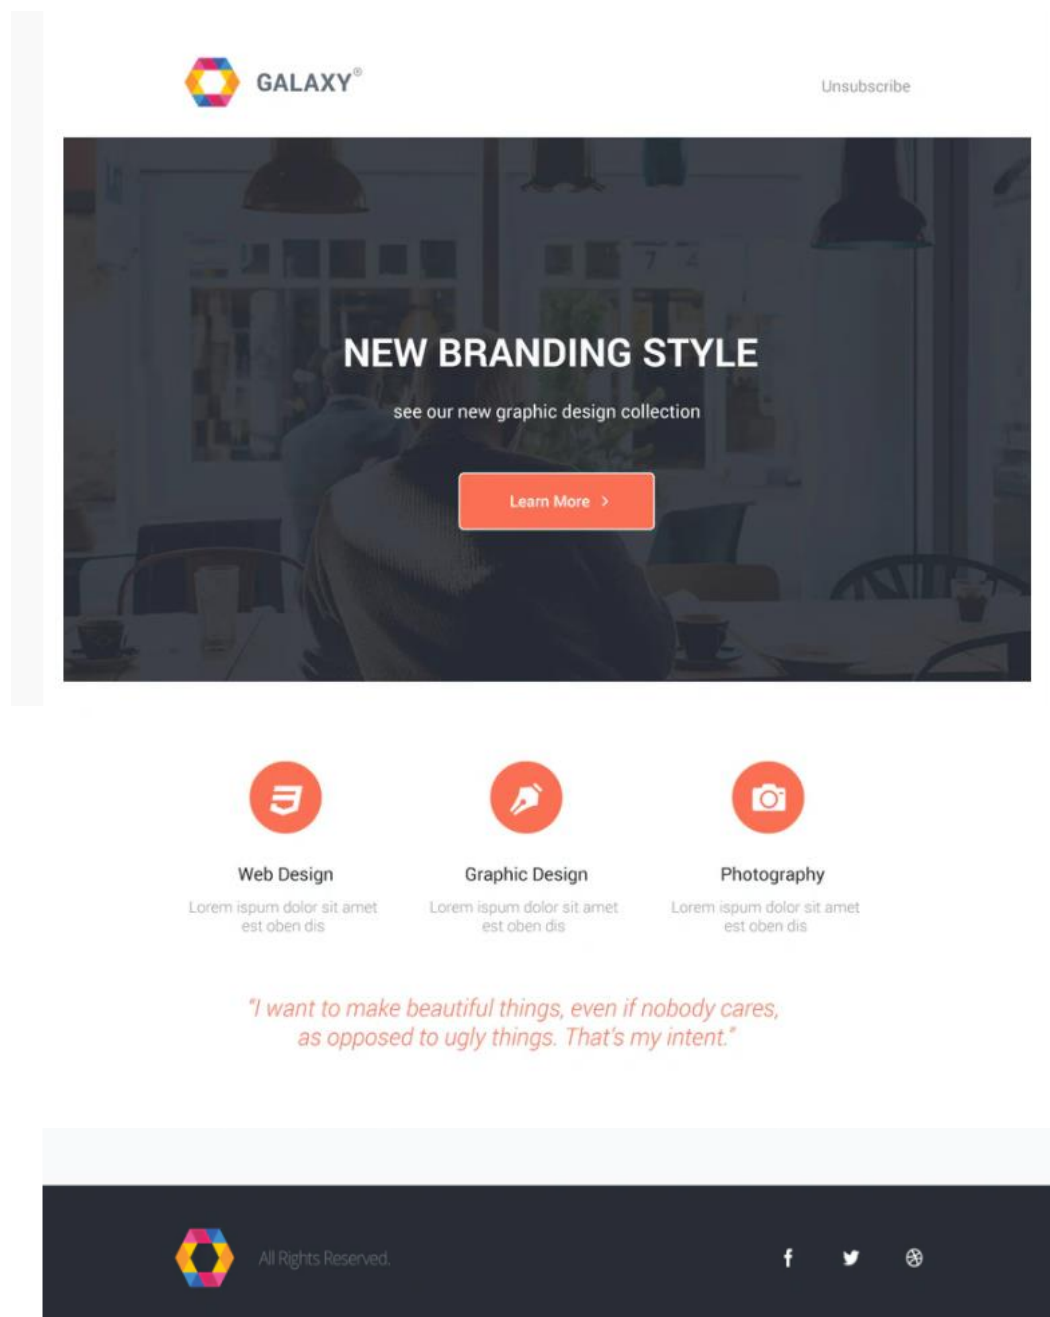 GALAXY®
Unsubscribe
7 4
NEW BRANDING STYLE
see our new graphic design collection
Learn More >
Web Design
Graphic Design
Photography
Lorem ispum dolor sit amet
est oben dis
Lorem ispum dolor sit amet
est oben dis
Lorem ispum dolor sit amet
est oben dis
"I want to make beautiful things, even if nobody cares,
as opposed to ugly things. That's my intent."
All Rights Reserved.